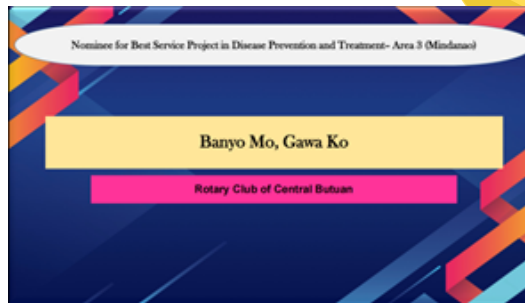 Nominee for Best Service Project in Disease Prevention and Treatment– Area 3 (Mindanao)
Banyo Mo, Gawa Ko
Rotary Club of Central Butuan